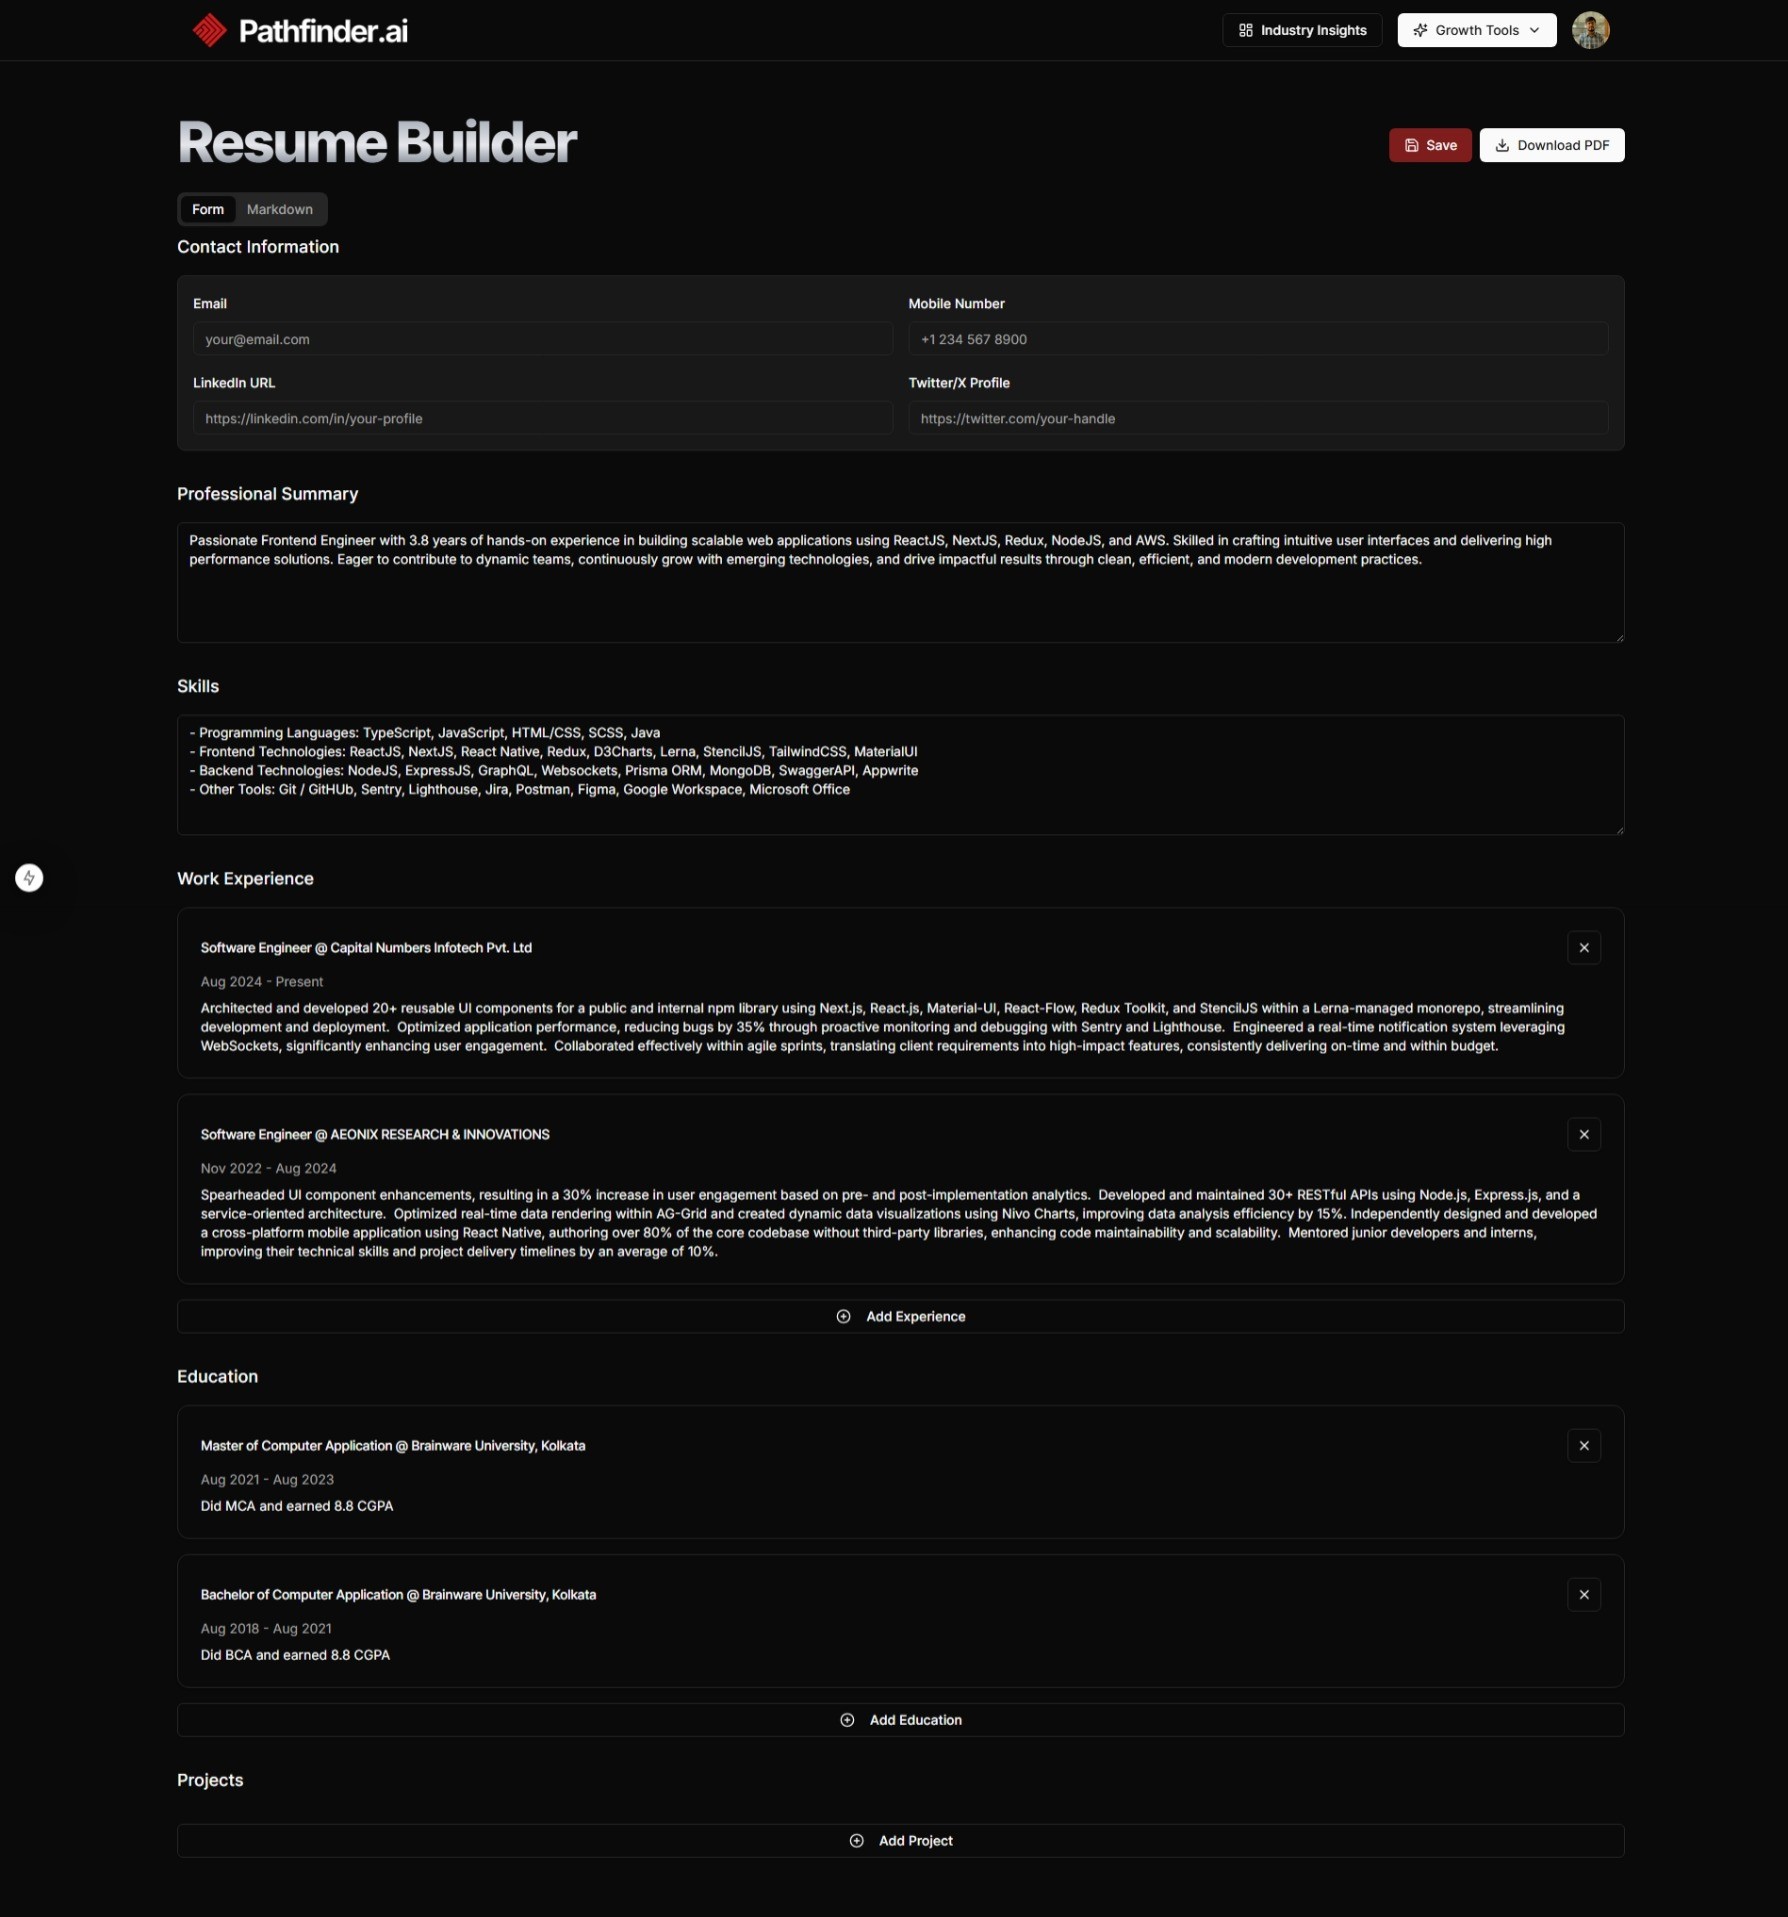 Pathfinder.ai
Industry Insights
Growth Tools
Resume Builder
Save
Download PDF
Form
Markdown
Contact Information
Email
Mobile Number
your@email.com
+1 234 567 8900
LinkedIn URL
Twitter/X Profile
https://linkedin.com/in/your-profile
https://twitter.com/your-handle
Professional Summary
Passionate Frontend Engineer with 3.8 years of hands-on experience in building scalable web applications using ReactJS, NextJS, Redux, NodeJS, and AWS. Skilled in crafting intuitive user interfaces and delivering high
performance solutions. Eager to contribute to dynamic teams, continuously grow with emerging technologies, and drive impactful results through clean, efficient, and modern development practices.
Skills
- Programming Languages: TypeScript, JavaScript, HTML/CSS, SCSS, Java
- Frontend Technologies: ReactJS, NextJS, React Native, Redux, D3Charts, Lerna, StencilJS, TailwindCSS, MaterialUI
- Backend Technologies: NodeJS, ExpressJS, GraphQL, Websockets, Prisma ORM, MongoDB, SwaggerAPI, Appwrite
- Other Tools: Git / GitHUb, Sentry, Lighthouse, Jira, Postman, Figma, Google Workspace, Microsoft Office
Work Experience
Software Engineer @ Capital Numbers Infotech Pvt. Ltd
Aug 2024 - Present
Architected and developed 20+ reusable UI components for a public and internal npm library using Next.js, React.js, Material-UI, React-Flow, Redux Toolkit, and StencilJS within a Lerna-managed monorepo, streamlining
development and deployment.  Optimized application performance, reducing bugs by 35% through proactive monitoring and debugging with Sentry and Lighthouse.  Engineered a real-time notification system leveraging
WebSockets, significantly enhancing user engagement.  Collaborated effectively within agile sprints, translating client requirements into high-impact features, consistently delivering on-time and within budget.
Software Engineer @ AEONIX RESEARCH & INNOVATIONS
Nov 2022 - Aug 2024
Spearheaded UI component enhancements, resulting in a 30% increase in user engagement based on pre- and post-implementation analytics.  Developed and maintained 30+ RESTful APIs using Node.js, Express.js, and a
service-oriented architecture.  Optimized real-time data rendering within AG-Grid and created dynamic data visualizations using Nivo Charts, improving data analysis efficiency by 15%. Independently designed and developed
a cross-platform mobile application using React Native, authoring over 80% of the core codebase without third-party libraries, enhancing code maintainability and scalability.  Mentored junior developers and interns,
improving their technical skills and project delivery timelines by an average of 10%.
Add Experience
Education
Master of Computer Application @ Brainware University, Kolkata
Aug 2021 - Aug 2023
Did MCA and earned 8.8 CGPA
Bachelor of Computer Application @ Brainware University, Kolkata
Aug 2018 - Aug 2021
Did BCA and earned 8.8 CGPA
Add Education
Projects
Add Project